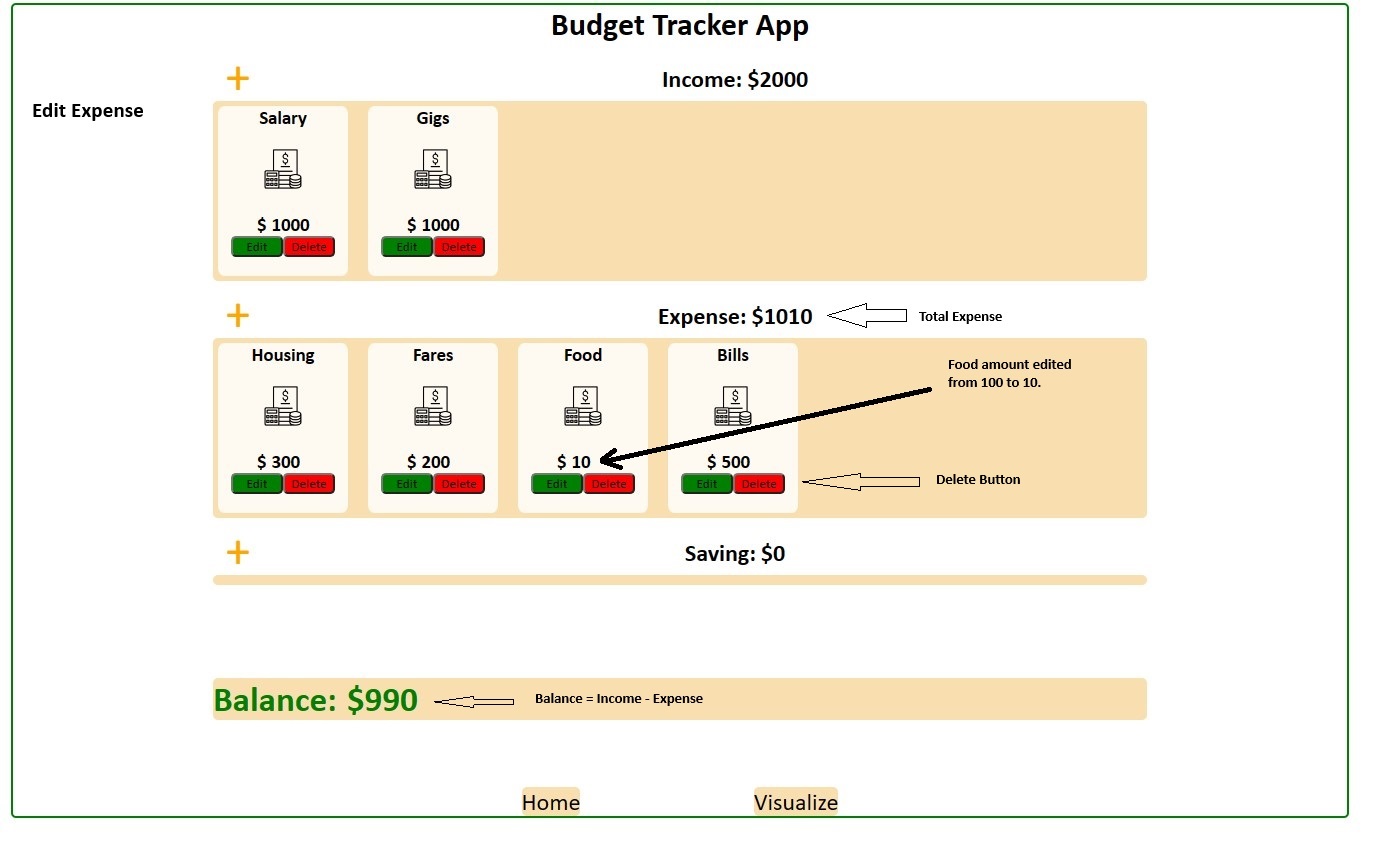 Budget Tracker App
+ Income: $2000
Edit Expense
Salary Gigs
$ $
$ 1000 $ 1000
Edit Delete Edit Delete
+ Expense: $1010 Total Expense
Housing Fares Food Bills
Food amount edited
from 100 to 10.
$ $ $ $
$ 300 $ 200 $ 10 $ 500
Edit Delete Edit Delete Edit Delete Edit Delete Delete Button
+ Saving: $0
Balance: $990 Balance = Income - Expense
Home Visualize